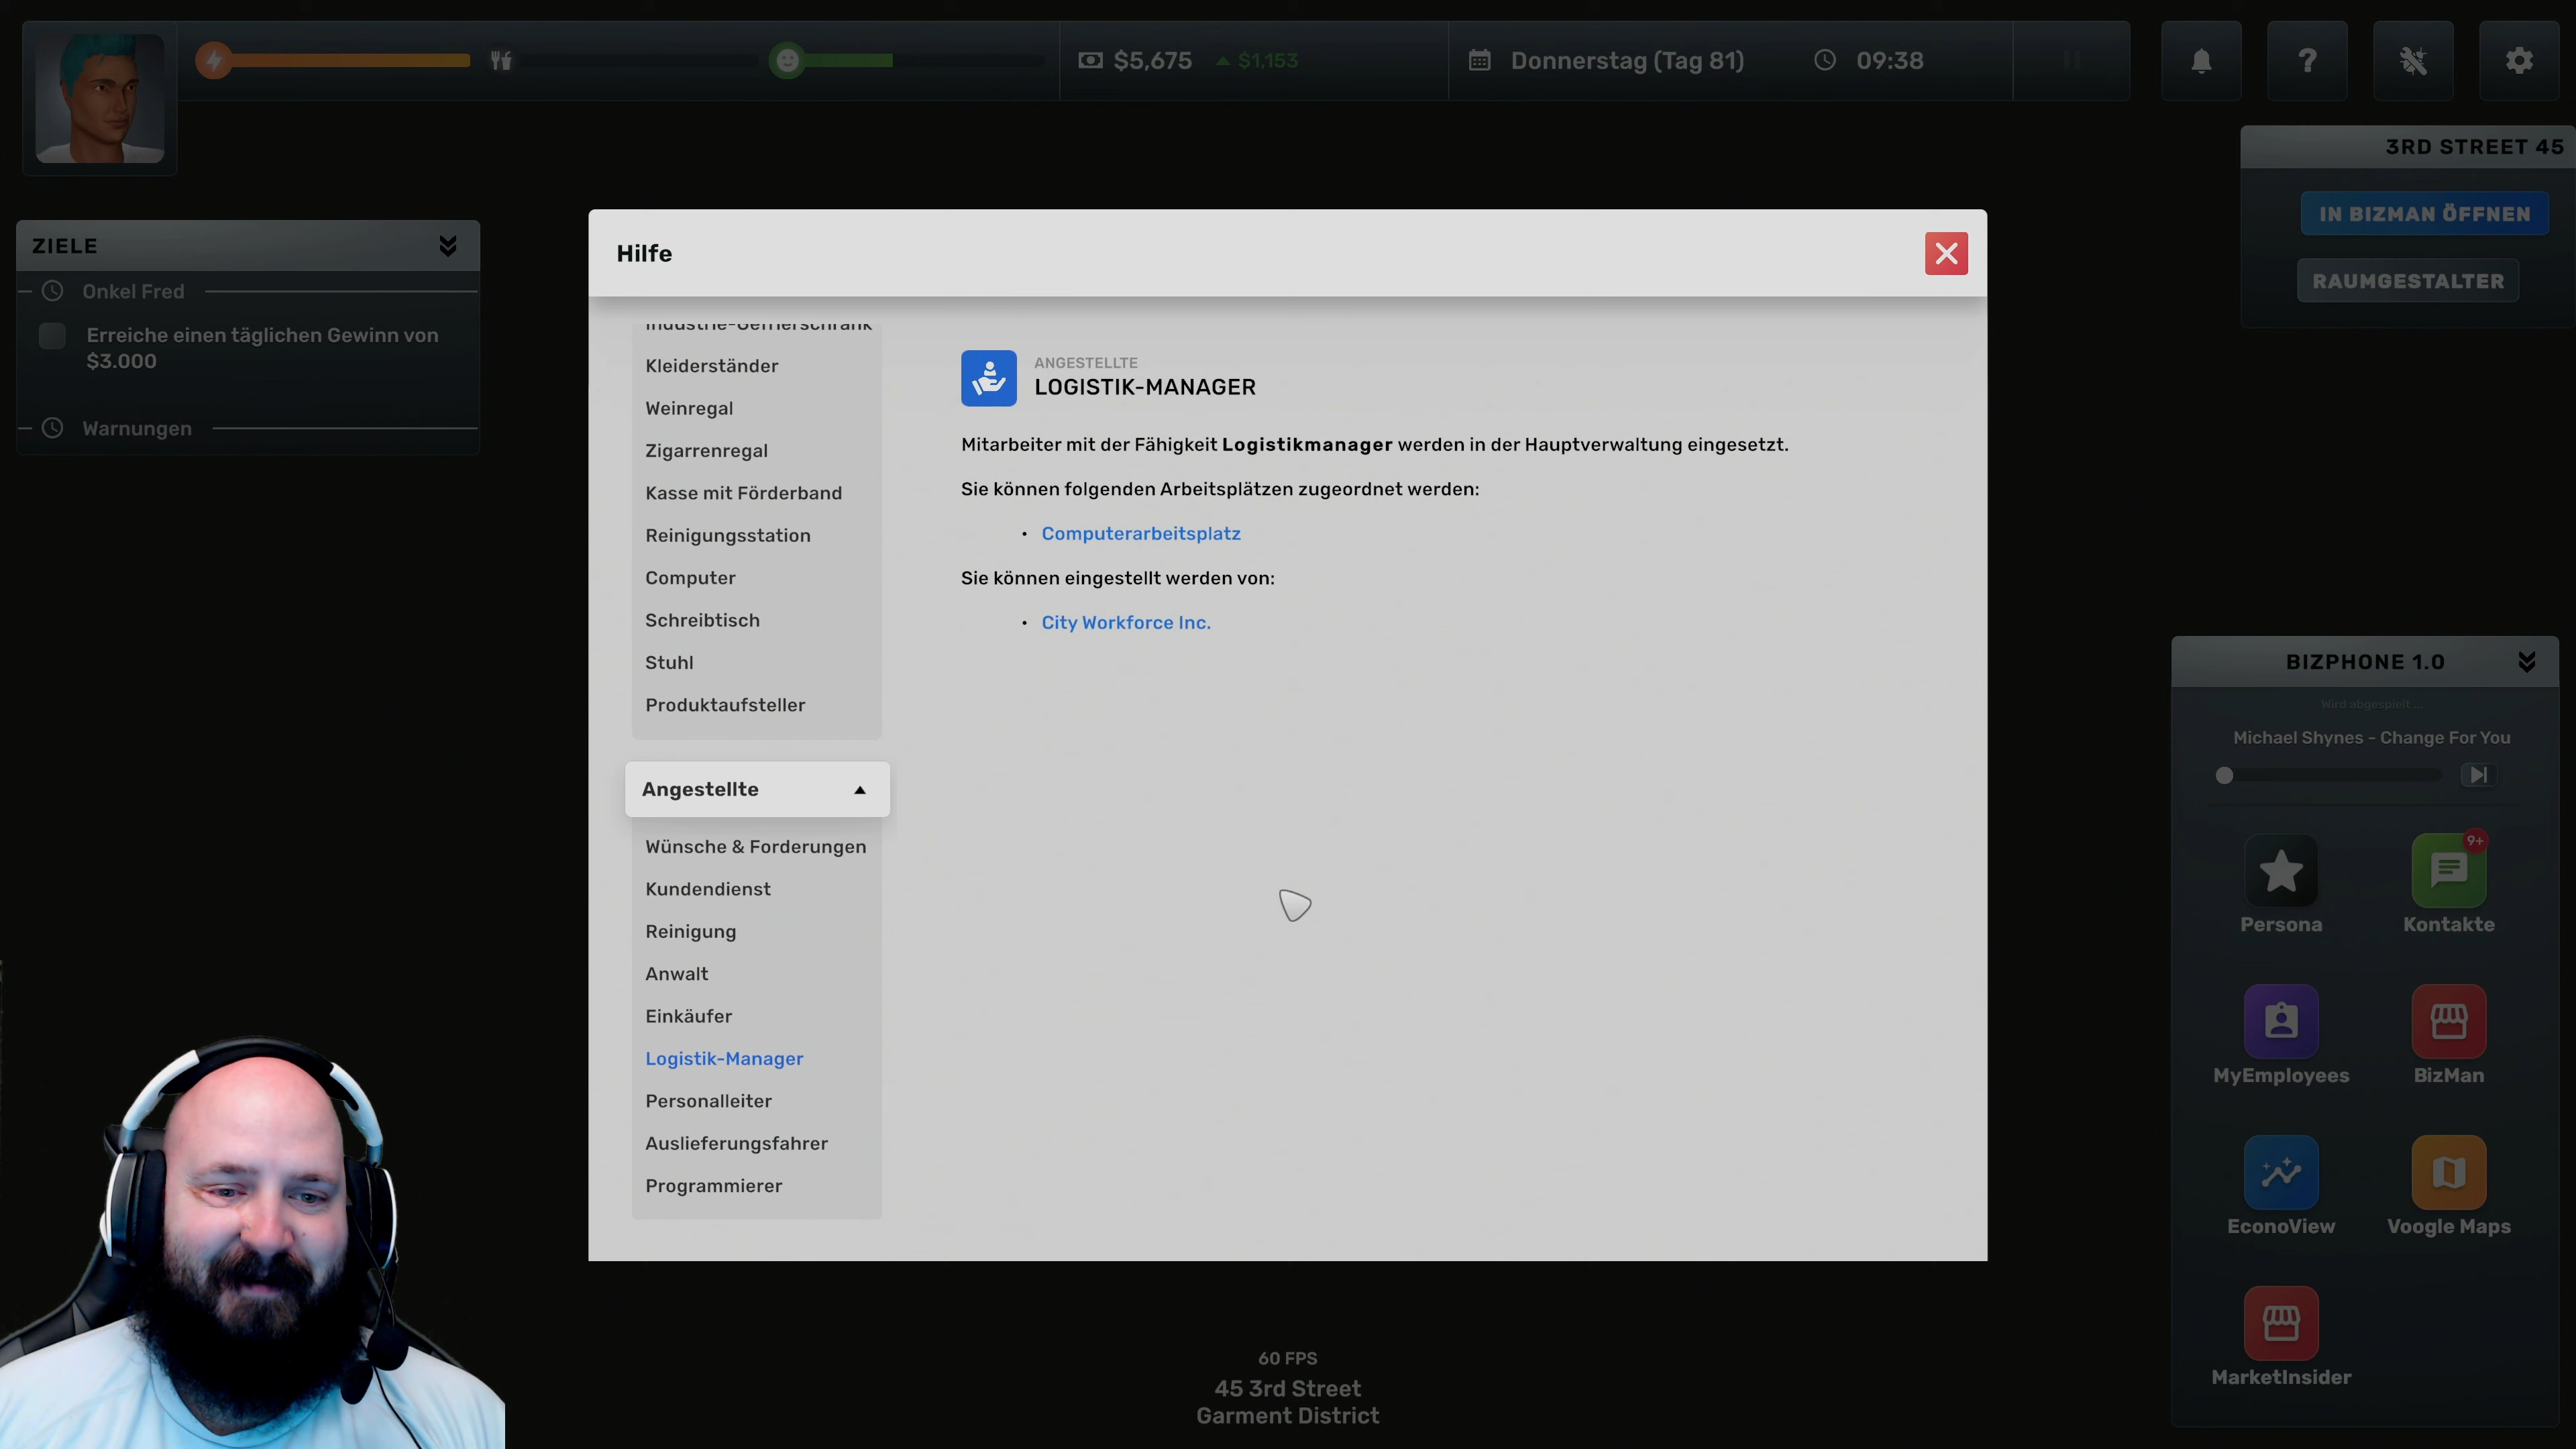 $5,675 $1,153
Donnerstag (Tag 81) 09:38
?
3RD STREET 45
IN BIZMAN ÖFFNEN
RAUMGESTALTER
ZIELE
Onkel Fred
Erreiche einen täglichen Gewinn von
$3.000
Warnungen
Hilfe
Industrie-Gefrierschrank
Kleiderständer
Weinregal
Zigarrenregal
Kasse mit Förderband
Reinigungsstation
Computer
Schreibtisch
Stuhl
Produktaufsteller
Angestellte
Wünsche & Forderungen
Kundendienst
Reinigung
Anwalt
Einkäufer
Logistik-Manager
Personalleiter
Auslieferungsfahrer
Programmierer
ANGESTELLTE
LOGISTIK-MANAGER
Mitarbeiter mit der Fähigkeit Logistikmanager werden in der Hauptverwaltung eingesetzt.
Sie können folgenden Arbeitsplätzen zugeordnet werden:
• Computerarbeitsplatz
Sie können eingestellt werden von:
• City Workforce Inc.
BIZPHONE 1.0
Wird abgespielt ...
Michael Shynes - Change For You
9+
Persona Kontakte
MyEmployees BizMan
EconoView Voogle Maps
MarketInsider
60 FPS
45 3rd Street
Garment District